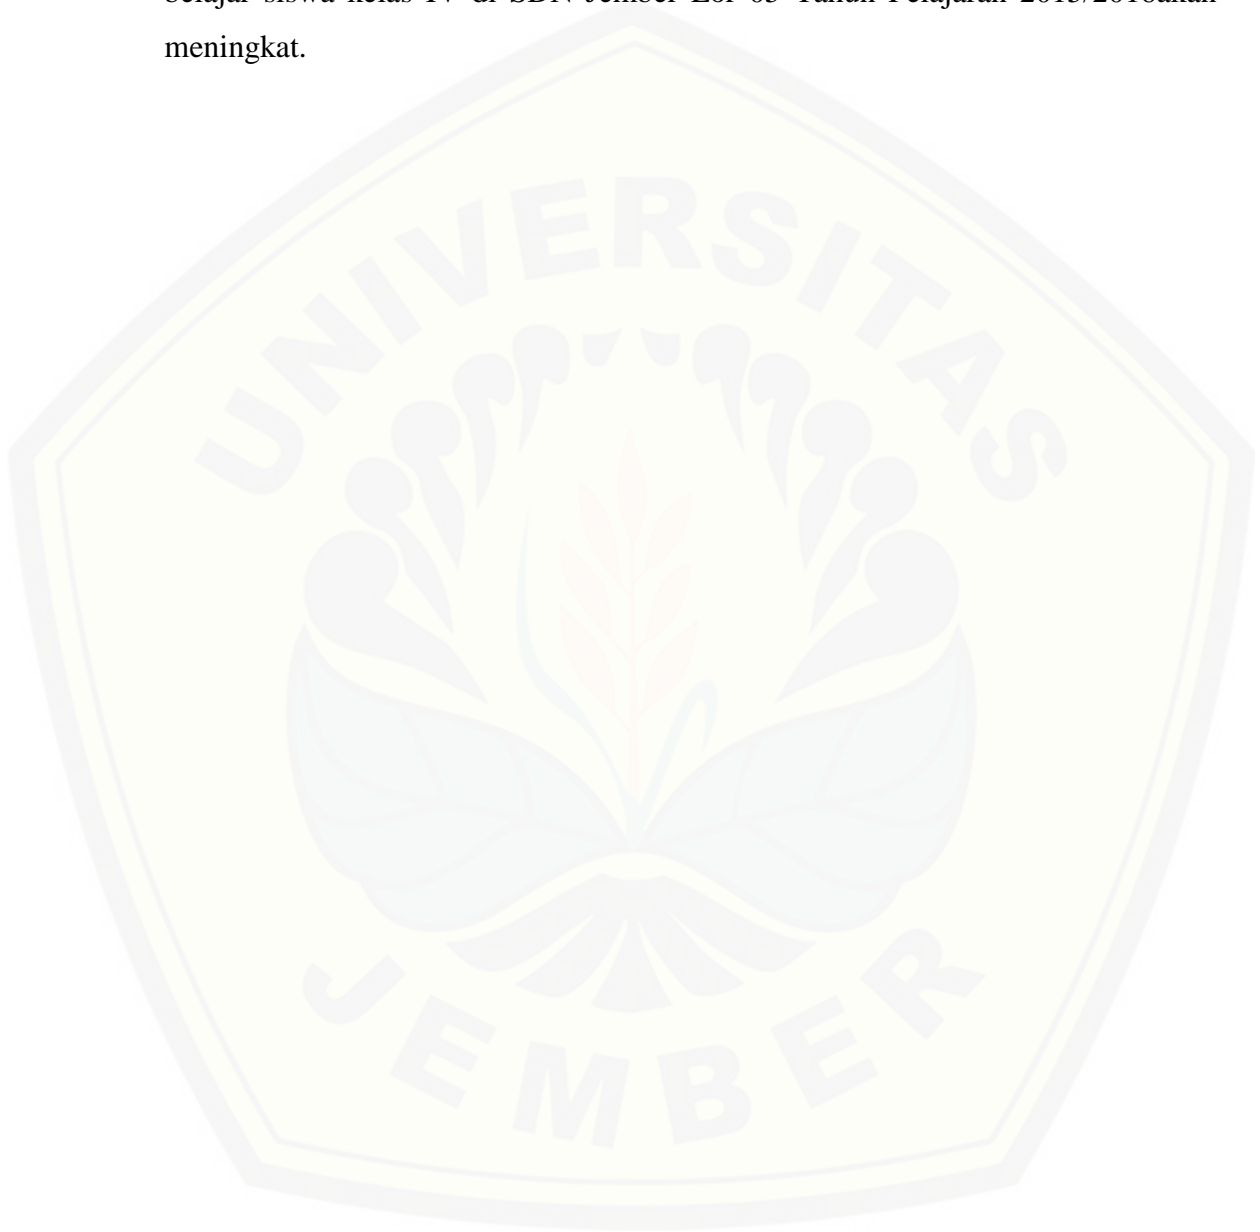 belajar siswa kelas IV di SDN Jember Lor 03 Tahun Pelajaran 2015/2016akan
meningkat.
UNIVERSITAS
JEMBER